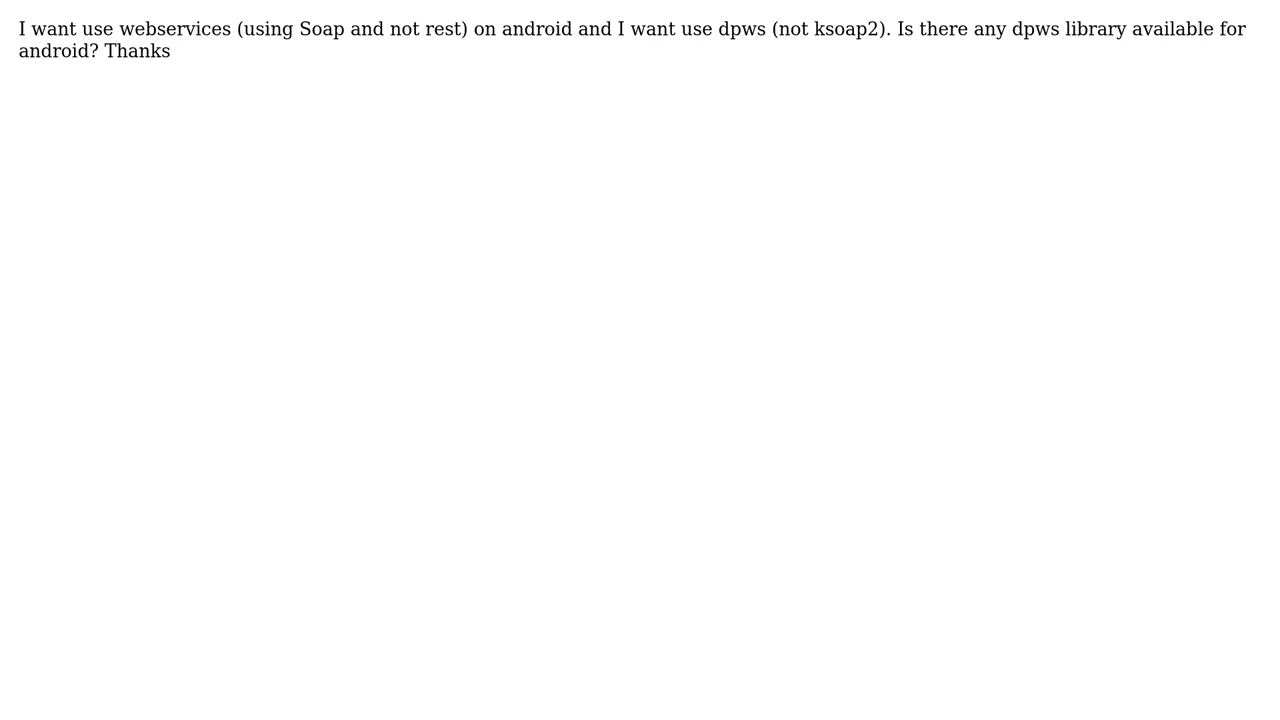 I want use webservices (using Soap and not rest) on android and I want use dpws (not ksoap2). Is there any dpws library available for
android? Thanks